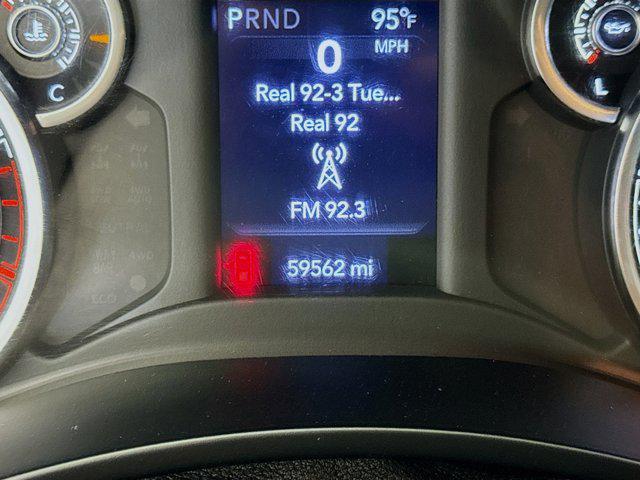 PRND 95°F
0 MPH
Real 92-3 Tue...
Real 92
FM 92.3
59562 mi
C
L